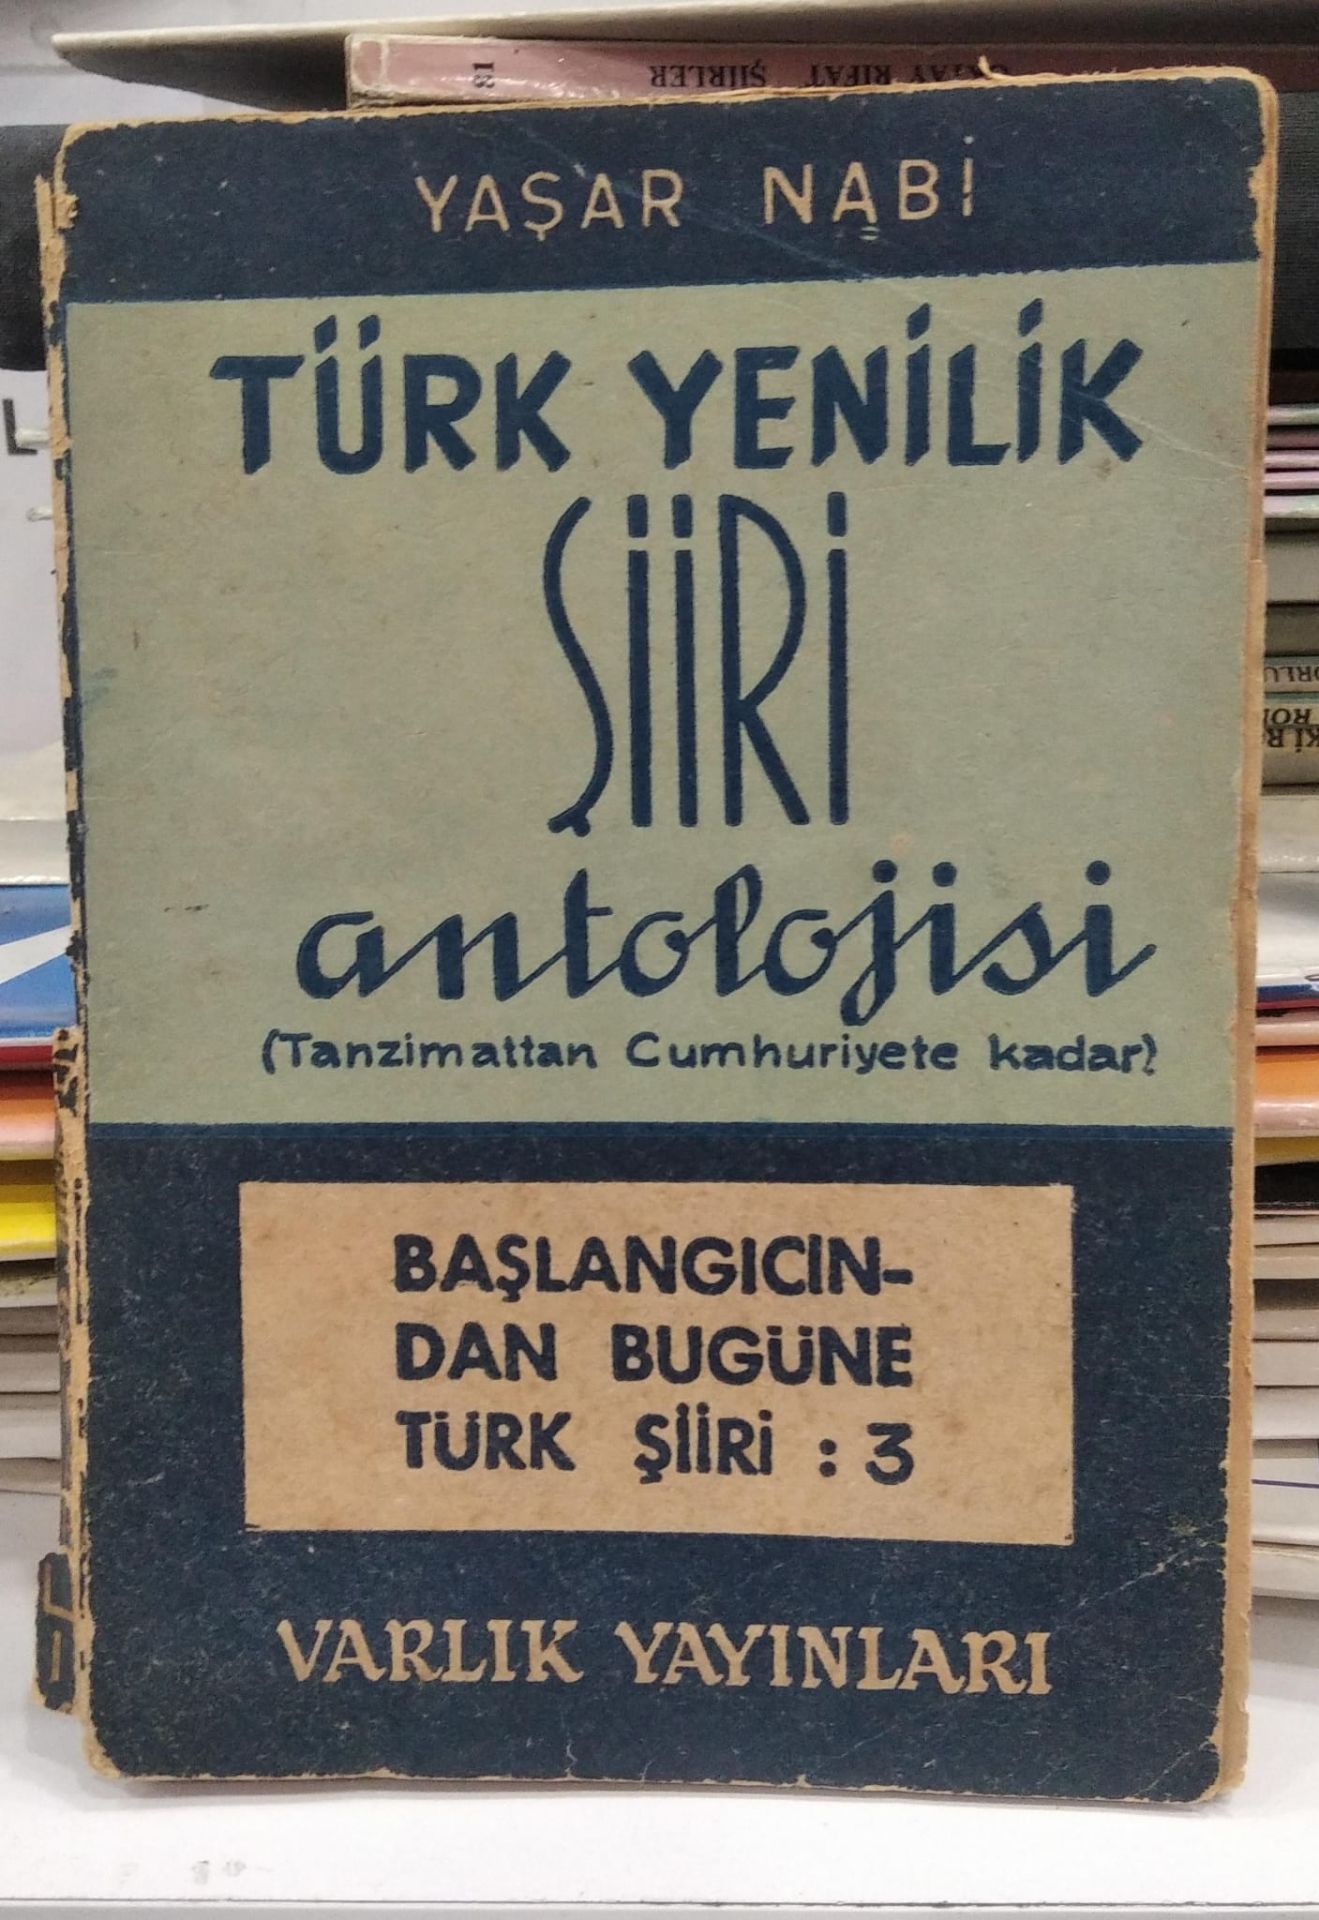 ŞİİRLER
81
YAŞAR NABİ
TÜRK YENİLİK
ŞİİRİ
antolojisi
(Tanzimattan Cumhuriyete kadar)
BAŞLANGICIN-
DAN BUGÜNE
TÜRK ŞİİRİ : 3
VARLIK YAYINLARI